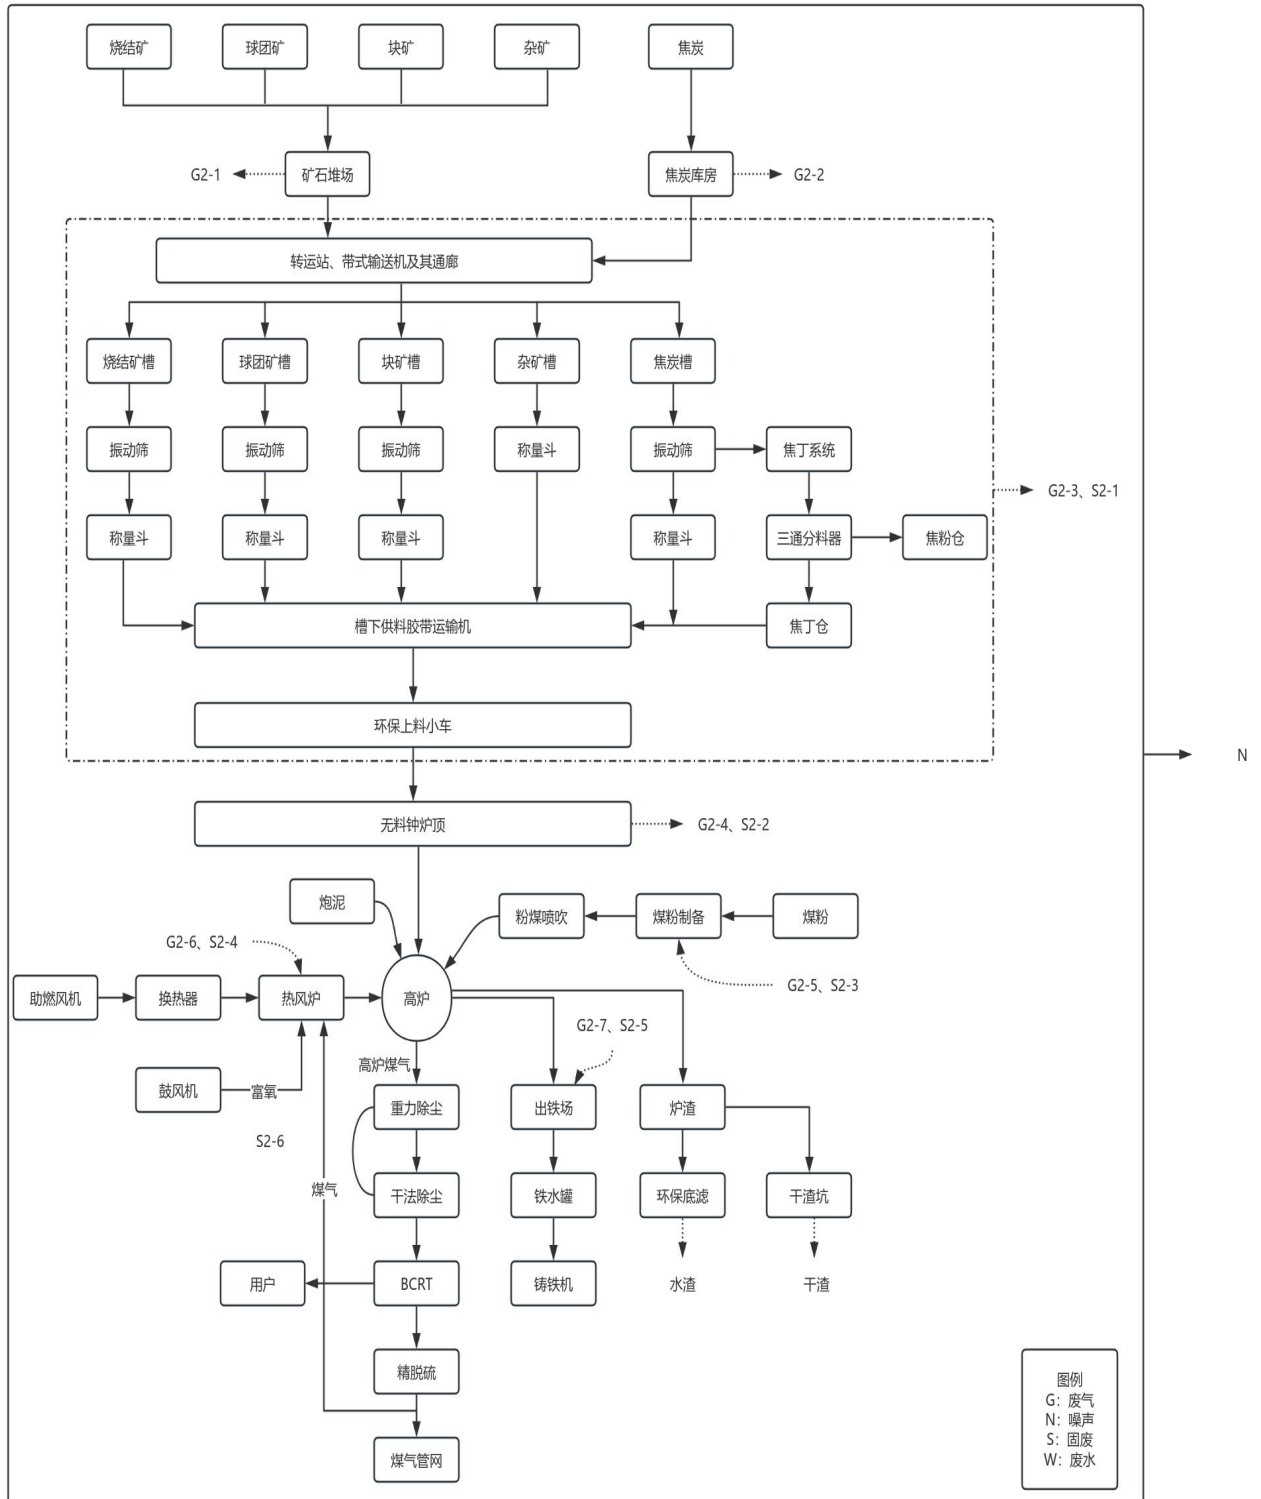 烧结矿
球团矿
块矿
杂矿
焦炭
G2-1
矿石堆场
焦炭库房
G2-2
转运站、带式输送机及其通廊
烧结矿槽
球团矿槽
块矿槽
杂矿槽
焦炭槽
振动筛
振动筛
振动筛
称量斗
振动筛
焦丁系统
G2-3、S2-1
称量斗
称量斗
称量斗
称量斗
三通分料器
焦粉仓
槽下供料胶带运输机
焦丁仓
环保上料小车
N
无料钟炉顶
G2-4、S2-2
炮泥
粉煤喷吹
煤粉制备
煤粉
G2-6、S2-4
G2-5、S2-3
助燃风机
换热器
热风炉
高炉
G2-7、S2-5
高炉煤气
鼓风机
富氧
重力除尘
出铁场
炉渣
S2-6
煤气
干法除尘
铁水罐
环保底滤
干渣坑
用户
BCRT
铸铁机
水渣
干渣
精脱硫
煤气管网
图例
G：废气
N：噪声
S：固废
W：废水